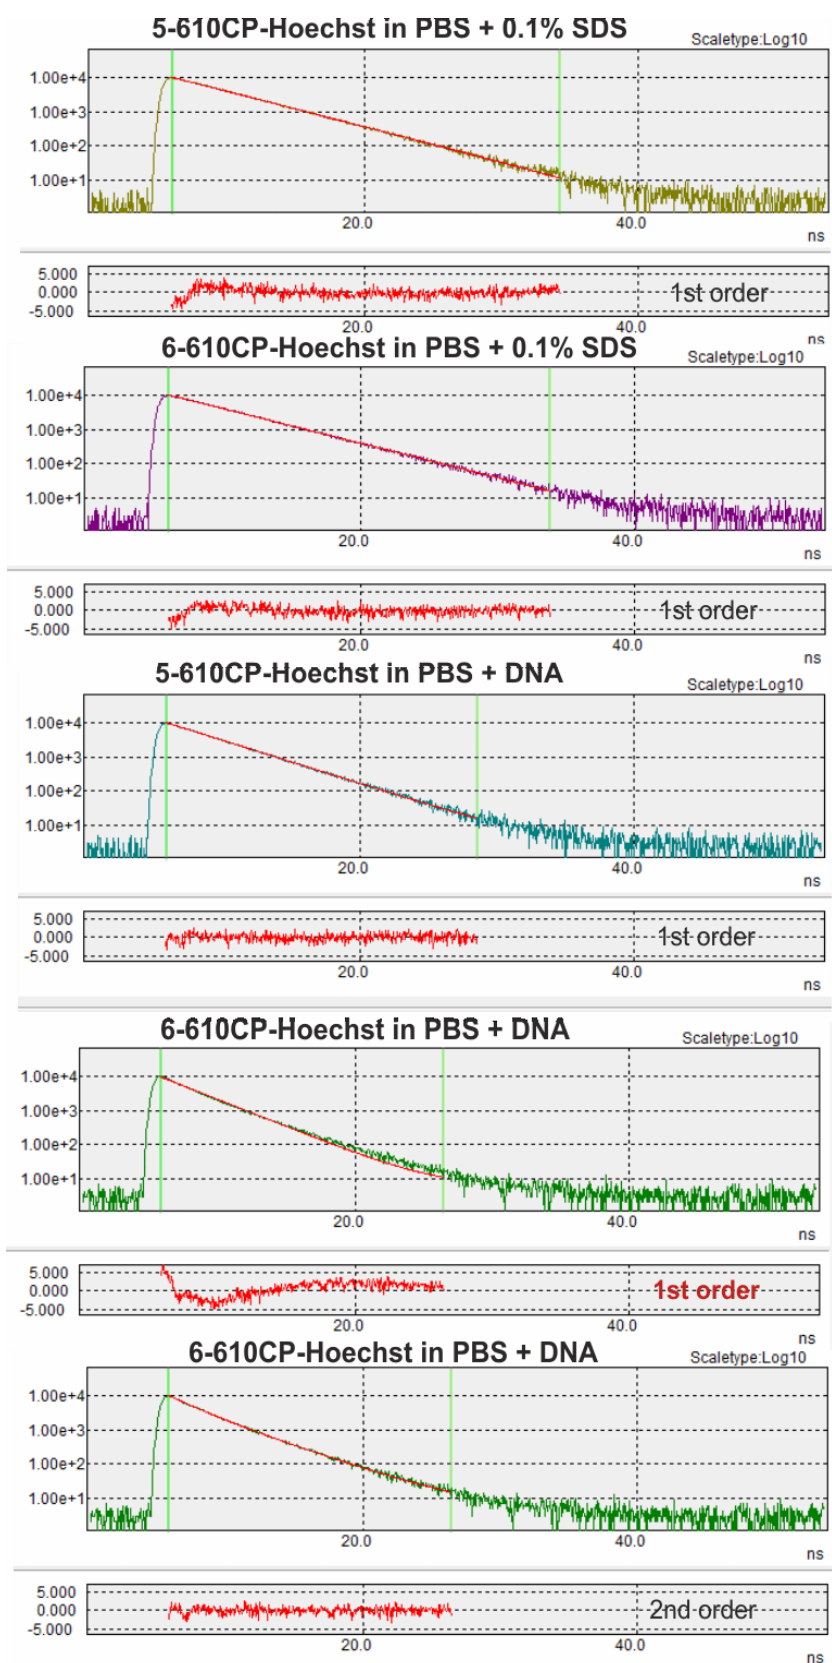 5-610CP-Hoechst in PBS + 0.1% SDS
Scaletype:Log10
1.00e+4
1.00e+3
1.00e+2
1.00e+1
20.0 40.0
ns
5.000
0.000
-5.000
1st order
20.0 40.0
ns
6-610CP-Hoechst in PBS + 0.1% SDS
Scaletype:Log10
1.00e+4
1.00e+3
1.00e+2
1.00e+1
20.0 40.0
ns
5.000
0.000
-5.000
1st order
20.0 40.0
ns
5-610CP-Hoechst in PBS + DNA
Scaletype:Log10
1.00e+4
1.00e+3
1.00e+2
1.00e+1
20.0 40.0
ns
5.000
0.000
-5.000
1st order
20.0 40.0
ns
6-610CP-Hoechst in PBS + DNA
Scaletype:Log10
1.00e+4
1.00e+3
1.00e+2
1.00e+1
20.0 40.0
ns
5.000
0.000
-5.000
1st order
20.0 40.0
ns
6-610CP-Hoechst in PBS + DNA
Scaletype:Log10
1.00e+4
1.00e+3
1.00e+2
1.00e+1
20.0 40.0
ns
5.000
0.000
-5.000
2nd order
20.0 40.0
ns